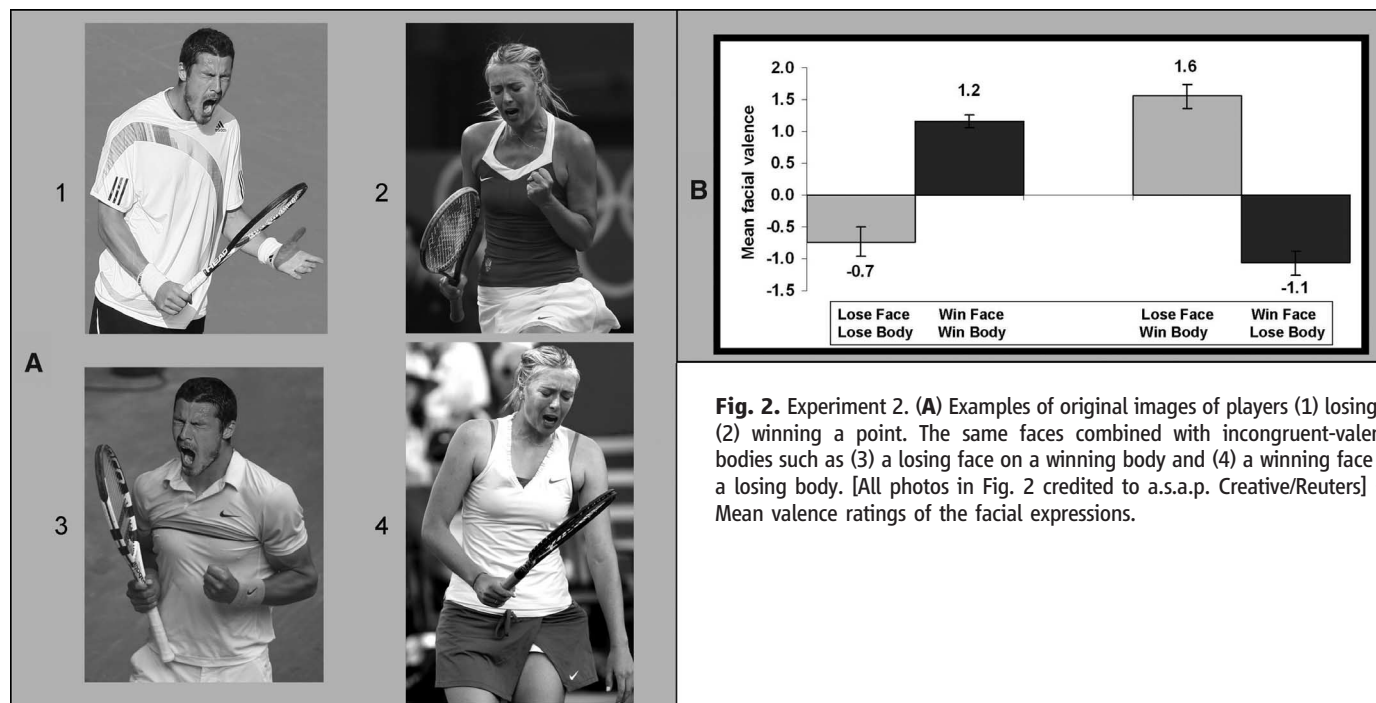 A
1
2
3
4
adidas
HEAD
B
Mean facial valence
2.0
1.5
1.0
0.5
0.0
-0.5
-1.0
-1.5
-0.7
1.2
1.6
-1.1
Lose Face
Lose Body
Win Face
Win Body
Lose Face
Win Body
Win Face
Lose Body
Fig. 2. Experiment 2. (A) Examples of original images of players (1) losing
(2) winning a point. The same faces combined with incongruent-valen
bodies such as (3) a losing face on a winning body and (4) a winning face
a losing body. [All photos in Fig. 2 credited to a.s.a.p. Creative/Reuters]
Mean valence ratings of the facial expressions.